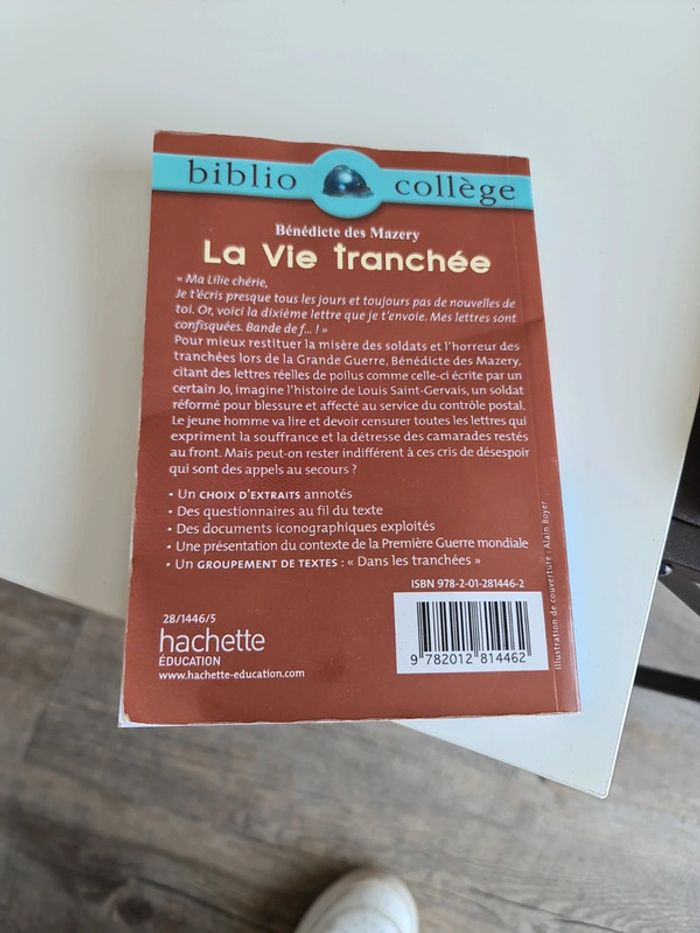 biblio collège
Bénédicte des Mazery
La Vie tranchée
« Ma Lilie chérie,
Je t'écris presque tous les jours et toujours pas de nouvelles de
toi. Or, voici la dixième lettre que je t'envoie. Mes lettres sont
confisquées. Bande de f... ! »
Pour mieux restituer la misère des soldats et l'horreur des
tranchées lors de la Grande Guerre, Bénédicte des Mazery,
citant des lettres réelles de poilus comme celle-ci écrite par un
certain Jo, imagine l'histoire de Louis Saint-Gervais, un soldat
réformé pour blessure et affecté au service du contrôle postal.
Le jeune homme va lire et devoir censurer toutes les lettres qui
expriment la souffrance et la détresse des camarades restés
au front. Mais peut-on rester indifférent à ces cris de désespoir
qui sont des appels au secours ?
• Un CHOIX D'EXTRAITS annotés
• Des questionnaires au fil du texte
• Des documents iconographiques exploités
• Une présentation du contexte de la Première Guerre mondiale
• Un GROUPEMENT DE TEXTES : « Dans les tranchées »
ISBN 978-2-01-281446-2
28/1446/5
hachette
ÉDUCATION
www.hachette-education.com
9 782012 814462
Illustration de couverture : Alain Boyer